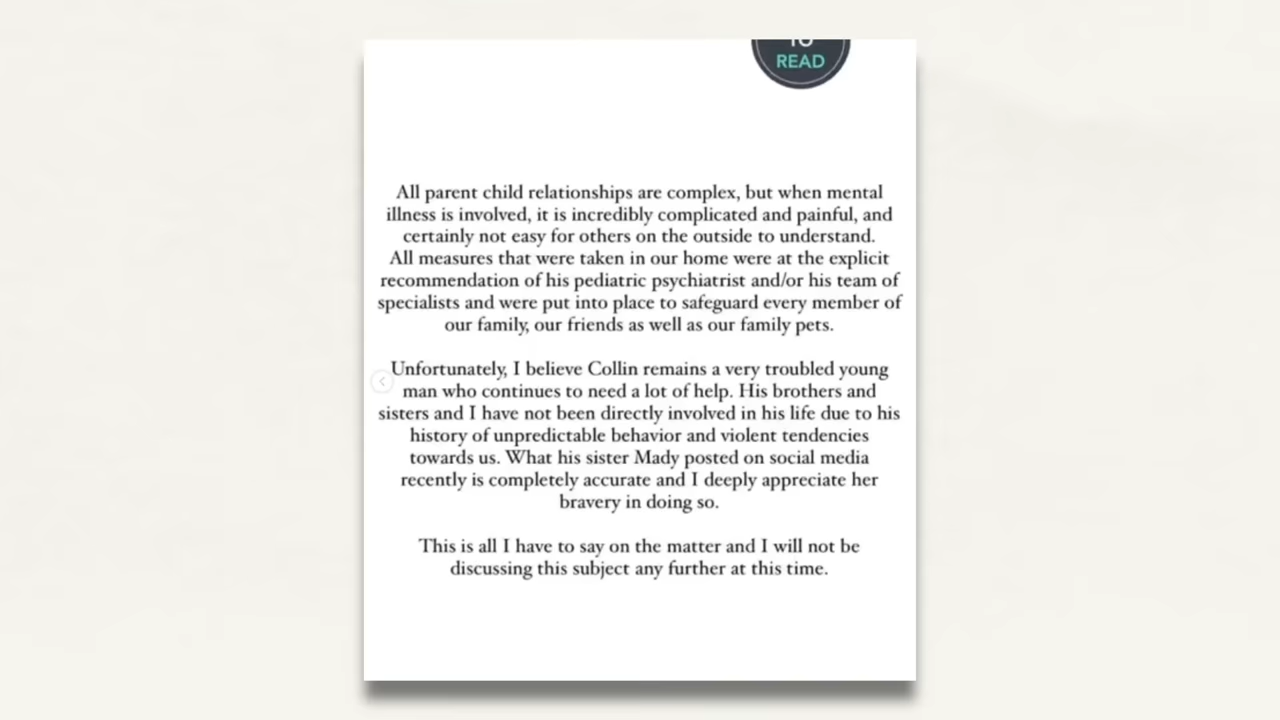 READ
All parent child relationships are complex, but when mental
illness is involved, it is incredibly complicated and painful, and
certainly not easy for others on the outside to understand.
All measures that were taken in our home were at the explicit
recommendation of his pediatric psychiatrist and/or his team of
specialists and were put into place to safeguard every member of
our family, our friends as well as our family pets.
Unfortunately, I believe Collin remains a very troubled young
man who continues to need a lot of help. His brothers and
sisters and I have not been directly involved in his life due to his
history of unpredictable behavior and violent tendencies
towards us. What his sister Mady posted on social media
recently is completely accurate and I deeply appreciate her
bravery in doing so.
This is all I have to say on the matter and I will not be
discussing this subject any further at this time.